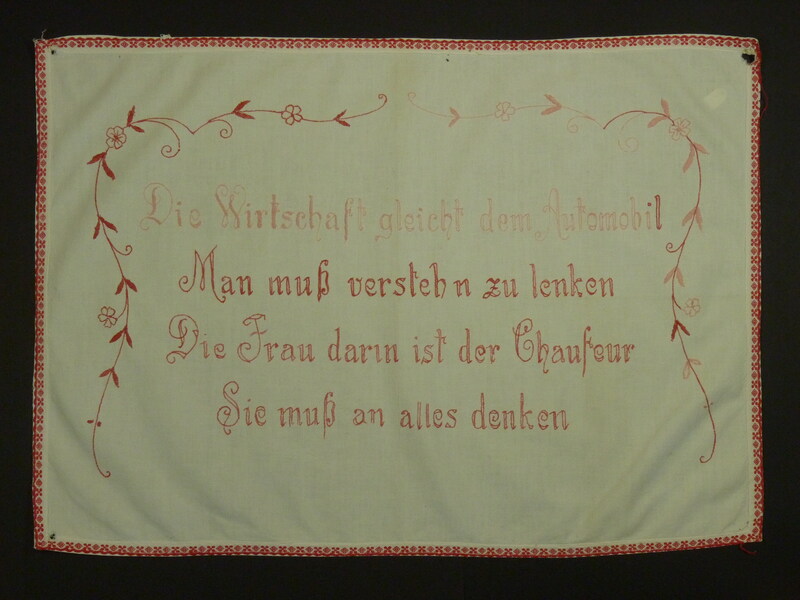 Die Wirtschaft gleicht dem Automobil
Man muß verstehn zu lenken
Die Frau darin ist der Chaufeur
Sie muß an alles denken